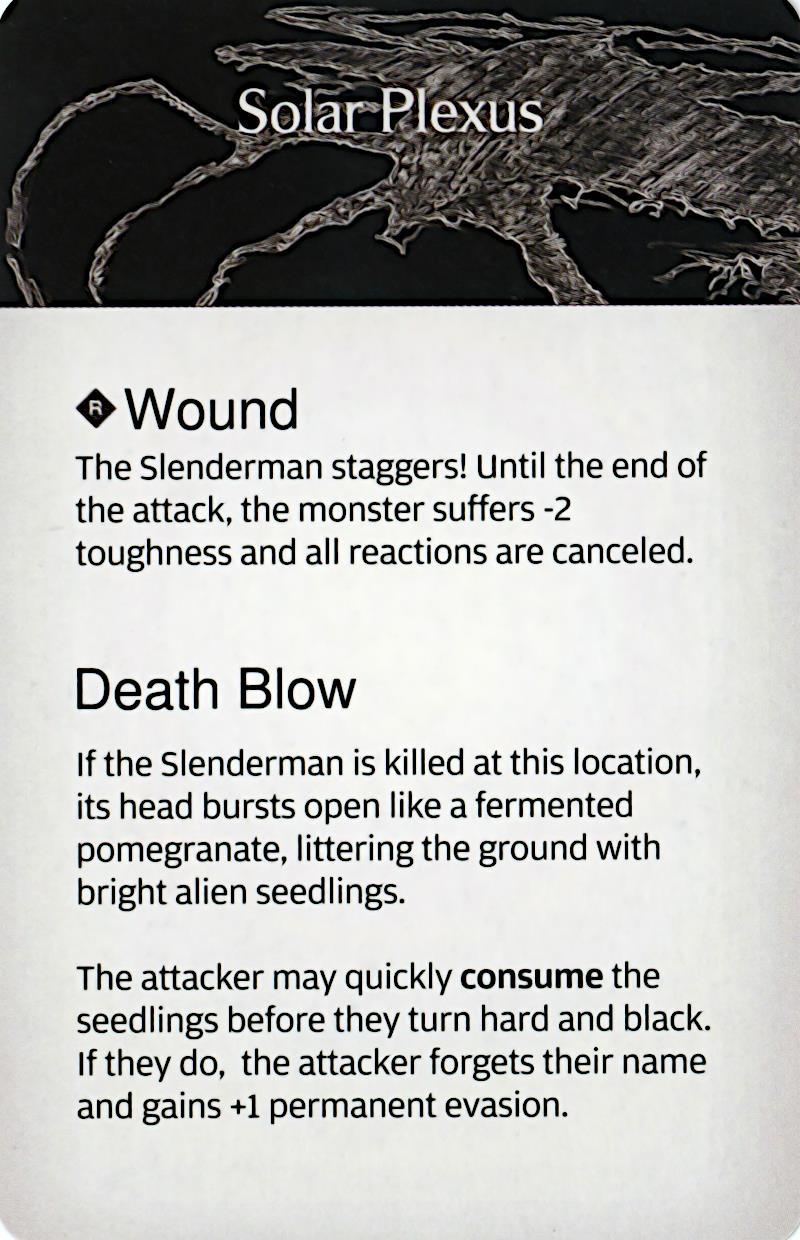 Solar Plexus
R Wound
The Slenderman staggers! Until the end of
the attack, the monster suffers -2
toughness and all reactions are canceled.
Death Blow
If the Slenderman is killed at this location,
its head bursts open like a fermented
pomegranate, littering the ground with
bright alien seedlings.
The attacker may quickly consume the
seedlings before they turn hard and black.
If they do,  the attacker forgets their name
and gains +1 permanent evasion.